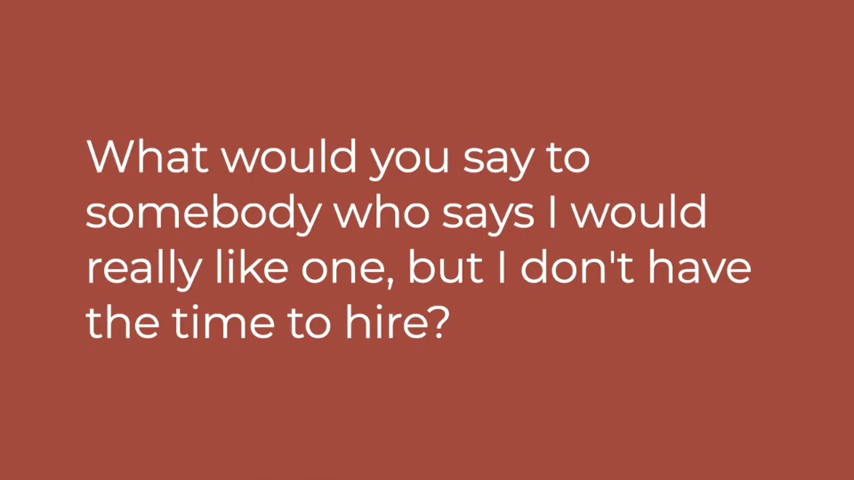 What would you say to
somebody who says I would
really like one, but I don't have
the time to hire?